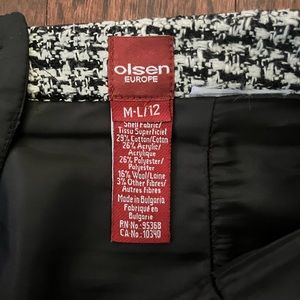 olsen
EUROPE
M-L/12
Shell Fabric/
Tissu Superficiel
29% Cotton/Coton
26% Acrylic/
Acrylique
26% Polyester/
Polyester
16% Wool/Laine
3% Other Fibres/
Autres Fibres
Made in Bulgaria
Fabriqué en
Bulgarie
RN-No.: 95368
CA-No.: 10340